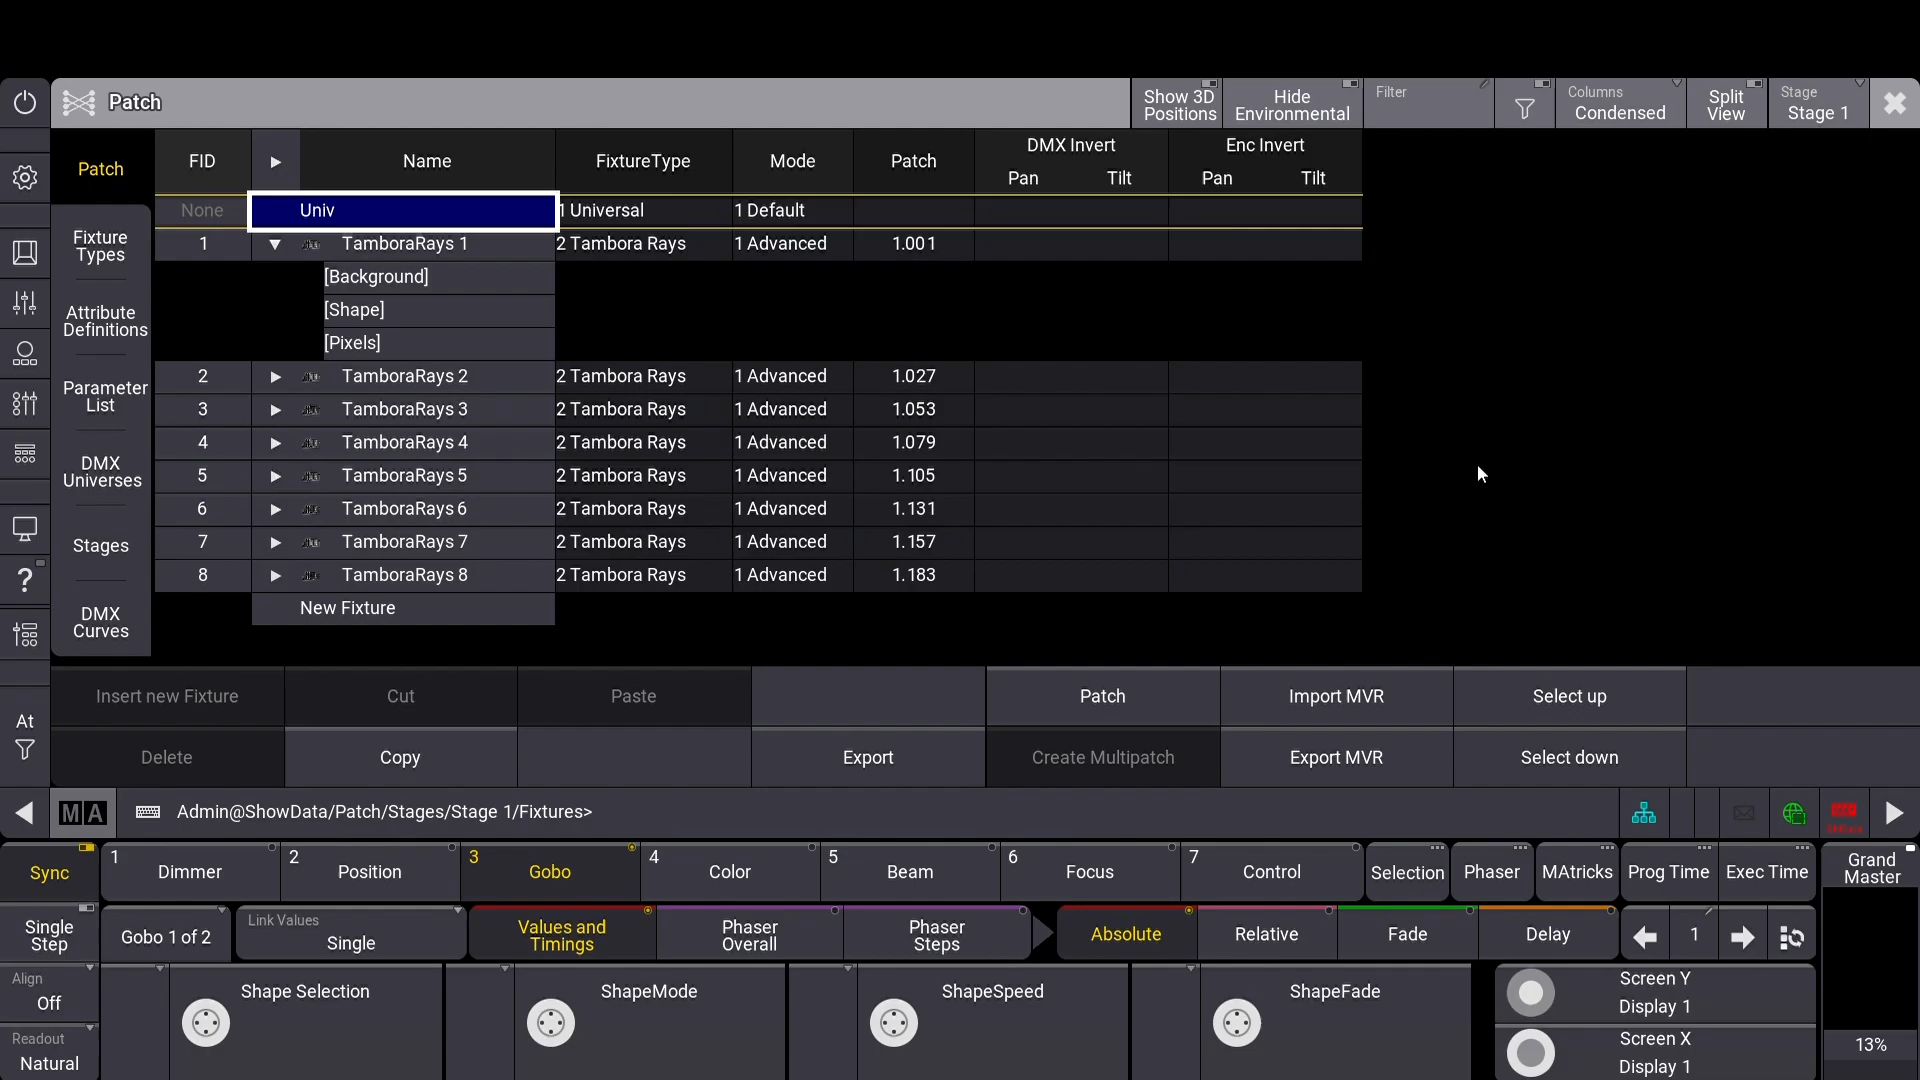 Patch
Show 3D
Positions
Hide
Environmental
Filter
Columns
Condensed
Split
View
Stage
Stage 1
Patch
FID
Name
FixtureType
Mode
Patch
DMX Invert
Pan
Tilt
Enc Invert
Pan
Tilt
None Univ 1 Universal 1 Default
1 TamboraRays 1 2 Tambora Rays 1 Advanced 1.001
[Background]
[Shape]
[Pixels]
2 TamboraRays 2 2 Tambora Rays 1 Advanced 1.027
3 TamboraRays 3 2 Tambora Rays 1 Advanced 1.053
4 TamboraRays 4 2 Tambora Rays 1 Advanced 1.079
5 TamboraRays 5 2 Tambora Rays 1 Advanced 1.105
6 TamboraRays 6 2 Tambora Rays 1 Advanced 1.131
7 TamboraRays 7 2 Tambora Rays 1 Advanced 1.157
8 TamboraRays 8 2 Tambora Rays 1 Advanced 1.183
New Fixture
Fixture
Types
Attribute
Definitions
Parameter
List
DMX
Universes
Stages
DMX
Curves
?
At
Insert new Fixture
Cut
Paste
Patch
Import MVR
Select up
Delete
Copy
Export
Create Multipatch
Export MVR
Select down
MA
Admin@ShowData/Patch/Stages/Stage 1/Fixtures>
Sync
1 Dimmer
2 Position
3 Gobo
4 Color
5 Beam
6 Focus
7 Control
Selection
Phaser
MAtricks
Prog Time
Exec Time
Grand
Master
Single
Step
Gobo 1 of 2
Link Values
Single
Values and
Timings
Phaser
Overall
Phaser
Steps
Absolute
Relative
Fade
Delay
1
Align
Off
Readout
Natural
Shape Selection
ShapeMode
ShapeSpeed
ShapeFade
Screen Y
Display 1
Screen X
Display 1
13%